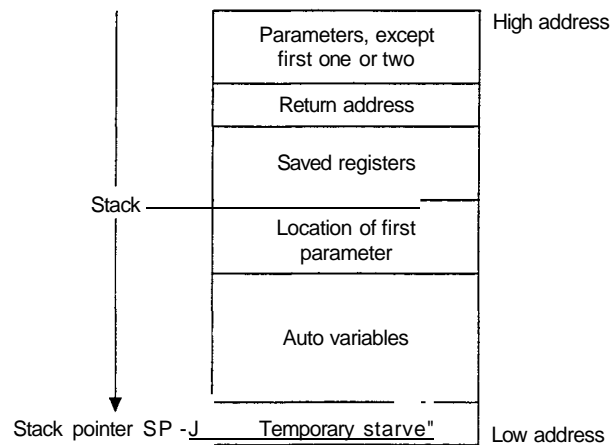 High address
Parameters, except
first one or two
Return address
Saved registers
Stack
Location of first
parameter
Auto variables
Stack pointer SP -J Temporary starve"
Low address